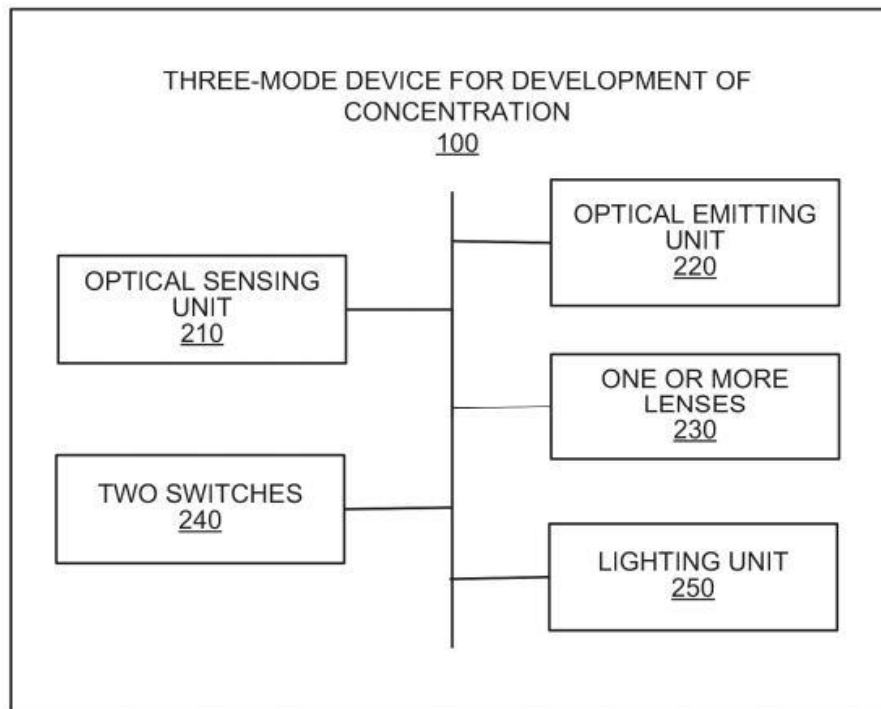 THREE-MODE DEVICE FOR DEVELOPMENT OF
CONCENTRATION
100
OPTICAL SENSING
UNIT
210
TWO SWITCHES
240
OPTICAL EMITTING
UNIT
220
ONE OR MORE
LENSES
230
LIGHTING UNIT
250